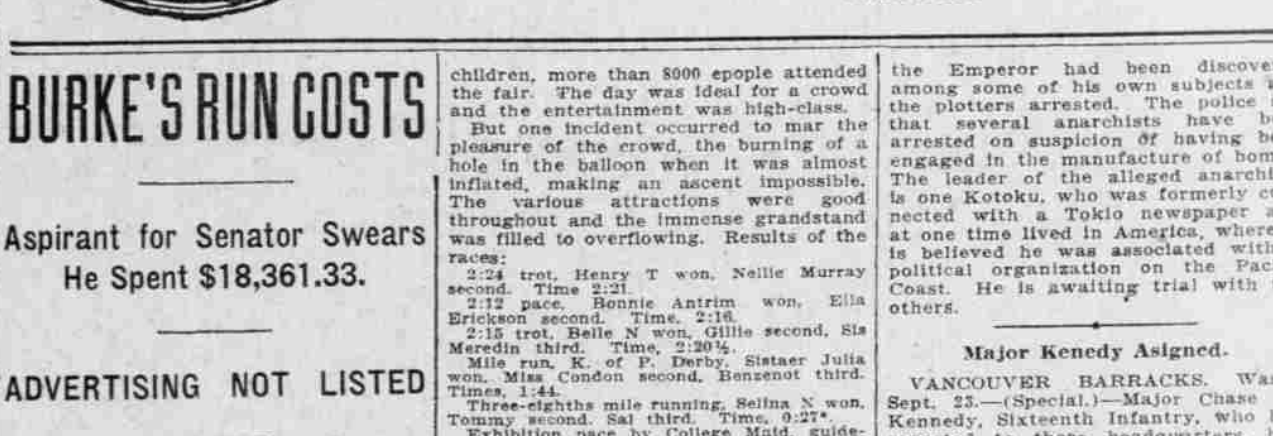 BURKE'S RUN COSTS
Aspirant for Senator Swears
He Spent $18,361.33.
ADVERTISING NOT LISTED
children, more than 8000 epople attended
the fair. The day was ideal for a crowd
and the entertainment was high-class.
But one incident occurred to mar the
pleasure of the crowd, the burning of a
hole in the balloon when it was almost
inflated, making an ascent impossible.
The various attractions were good
throughout and the immense grandstand
was filled to overflowing. Results of the
races:
2:24 trot, Henry T won, Nellie Murray
second. Time 2:21.
2:12 pace, Bonnie Antrim won, Ella
Erickson second. Time, 2:16.
2:15 trot, Belle N won, Gillie second, Sis
Meredin third. Time, 2:20½.
Mile run, K. of P. Derby, Sistaer Julia
won, Miss Condon second, Benzenot third.
Times, 1:44.
Three-eighths mile running, Selina N won,
Tommy second. Sal third. Time, 0:27*.
Exhibition pace by College Maid, guide-
the Emperor had been discove
among some of his own subjects
the plotters arrested. The police
that several anarchists have b
arrested on suspicion of having be
engaged in the manufacture of bom
The leader of the alleged anarchi
is one Kotoku, who was formerly c
nected with a Tokio newspaper a
at one time lived in America, where
is believed he was associated with
political organization on the Pac
Coast. He is awaiting trial with
others.
Major Kenedy Asigned.
VANCOUVER BARRACKS, Was
Sept. 23.—(Special.)—Major Chase
Kennedy, Sixteenth Infantry, who